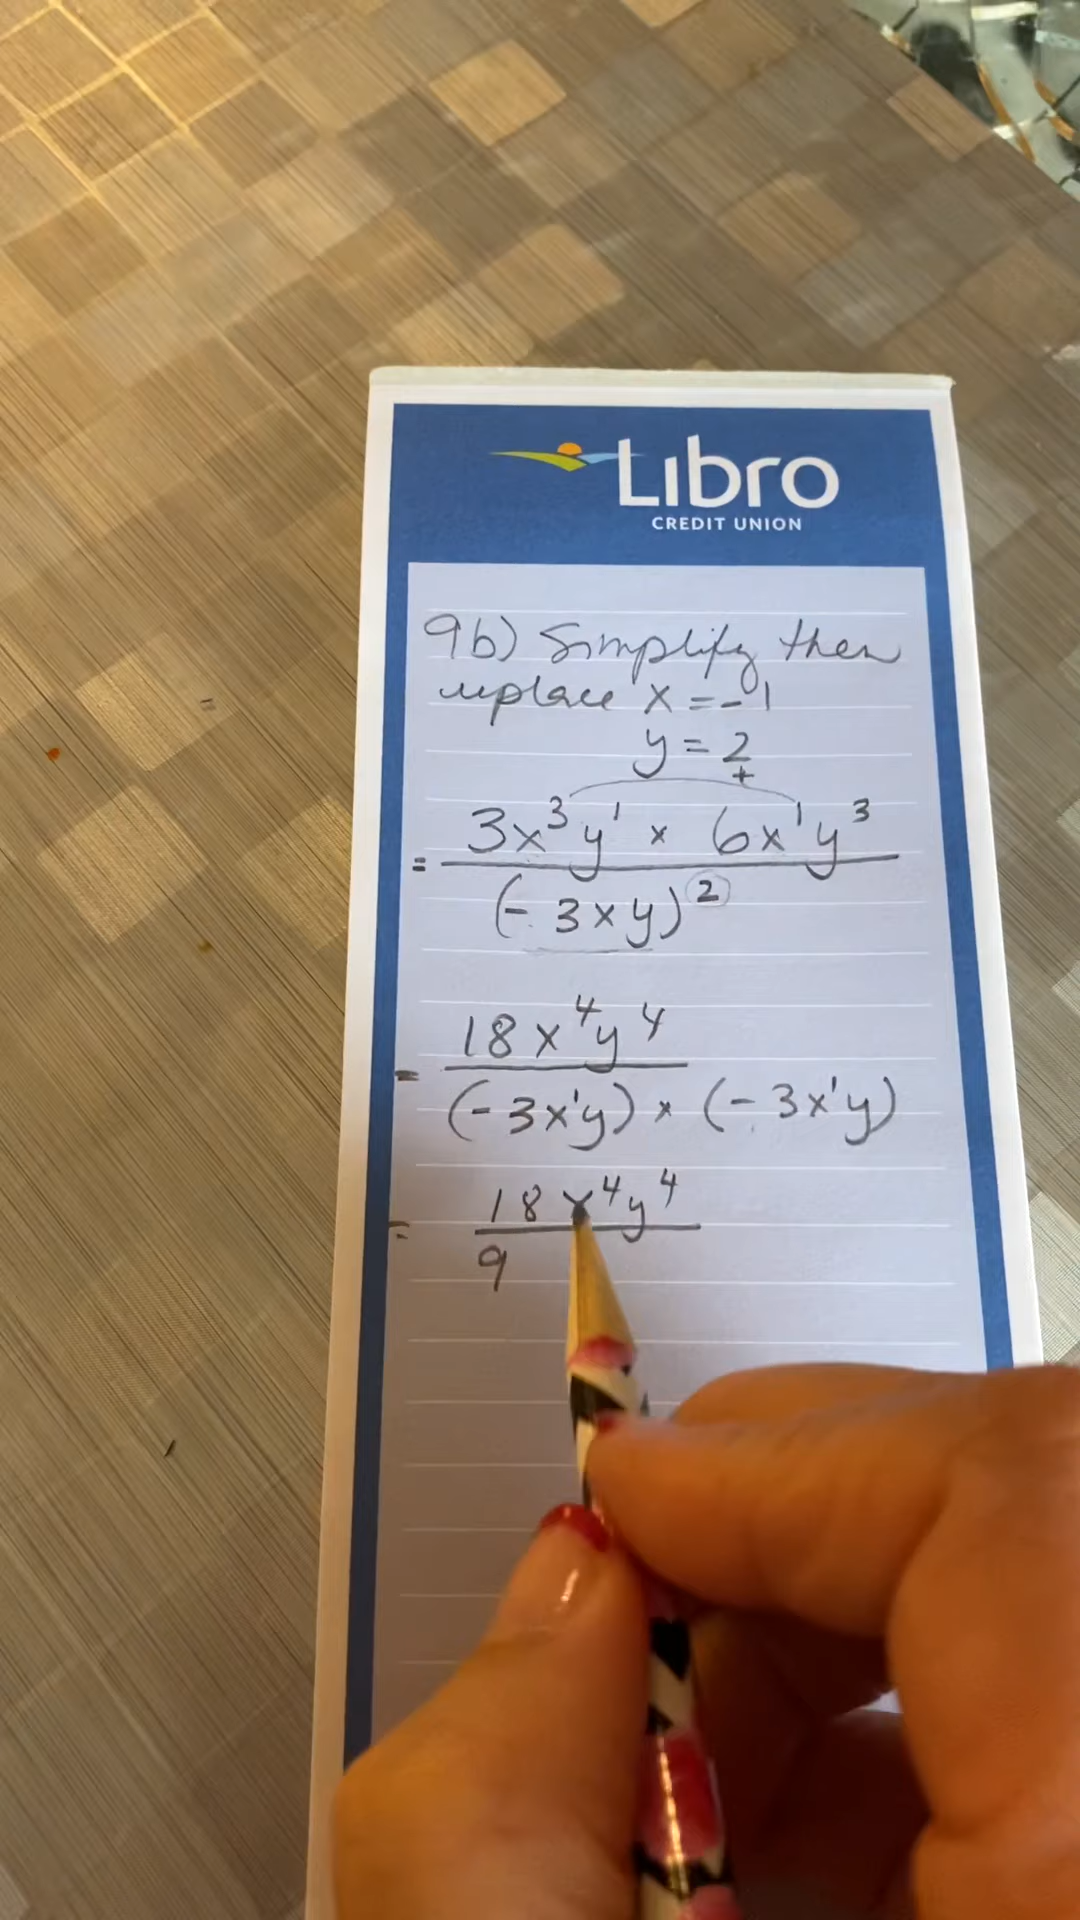 Libro
CREDIT UNION
9b) Simplify then
replace x = -1
y = 2
+
3x³y¹ × 6x¹y³
=
(-3xy)²
18x⁴y⁴
=
(-3x¹y) × (-3x¹y)
18x⁴y⁴
=
9